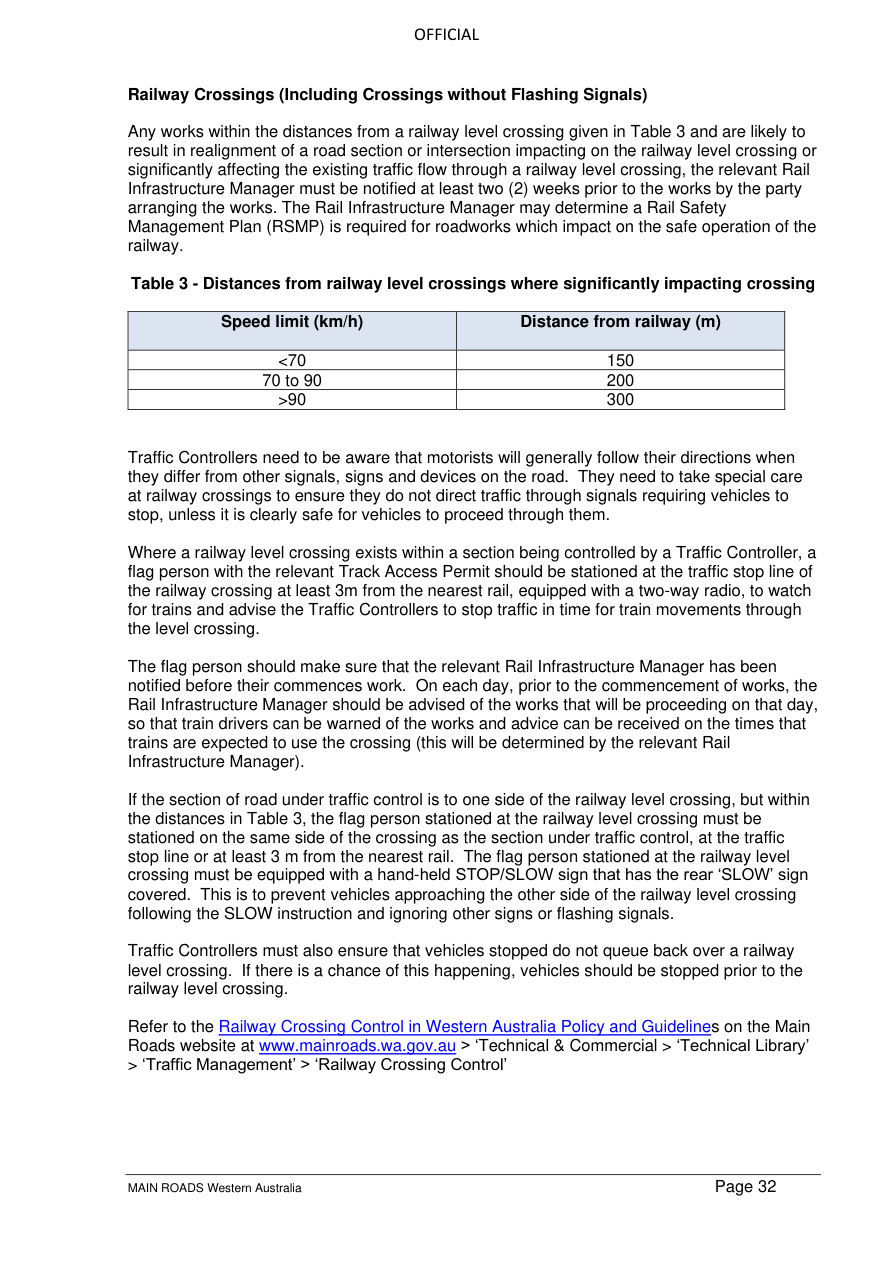 OFFICIAL
Railway Crossings (Including Crossings without Flashing Signals)
Any works within the distances from a railway level crossing given in Table 3 and are likely to
result in realignment of a road section or intersection impacting on the railway level crossing or
significantly affecting the existing traffic flow through a railway level crossing, the relevant Rail
Infrastructure Manager must be notified at least two (2) weeks prior to the works by the party
arranging the works. The Rail Infrastructure Manager may determine a Rail Safety
Management Plan (RSMP) is required for roadworks which impact on the safe operation of the
railway.
Table 3 - Distances from railway level crossings where significantly impacting crossing
Speed limit (km/h) Distance from railway (m)
<70 150
70 to 90 200
>90 300
Traffic Controllers need to be aware that motorists will generally follow their directions when
they differ from other signals, signs and devices on the road.  They need to take special care
at railway crossings to ensure they do not direct traffic through signals requiring vehicles to
stop, unless it is clearly safe for vehicles to proceed through them.
Where a railway level crossing exists within a section being controlled by a Traffic Controller, a
flag person with the relevant Track Access Permit should be stationed at the traffic stop line of
the railway crossing at least 3m from the nearest rail, equipped with a two-way radio, to watch
for trains and advise the Traffic Controllers to stop traffic in time for train movements through
the level crossing.
The flag person should make sure that the relevant Rail Infrastructure Manager has been
notified before their commences work.  On each day, prior to the commencement of works, the
Rail Infrastructure Manager should be advised of the works that will be proceeding on that day,
so that train drivers can be warned of the works and advice can be received on the times that
trains are expected to use the crossing (this will be determined by the relevant Rail
Infrastructure Manager).
If the section of road under traffic control is to one side of the railway level crossing, but within
the distances in Table 3, the flag person stationed at the railway level crossing must be
stationed on the same side of the crossing as the section under traffic control, at the traffic
stop line or at least 3 m from the nearest rail.  The flag person stationed at the railway level
crossing must be equipped with a hand-held STOP/SLOW sign that has the rear ‘SLOW’ sign
covered.  This is to prevent vehicles approaching the other side of the railway level crossing
following the SLOW instruction and ignoring other signs or flashing signals.
Traffic Controllers must also ensure that vehicles stopped do not queue back over a railway
level crossing.  If there is a chance of this happening, vehicles should be stopped prior to the
railway level crossing.
Refer to the Railway Crossing Control in Western Australia Policy and Guidelines on the Main
Roads website at www.mainroads.wa.gov.au > ‘Technical & Commercial > ‘Technical Library’
> ‘Traffic Management’ > ‘Railway Crossing Control’
MAIN ROADS Western Australia Page 32